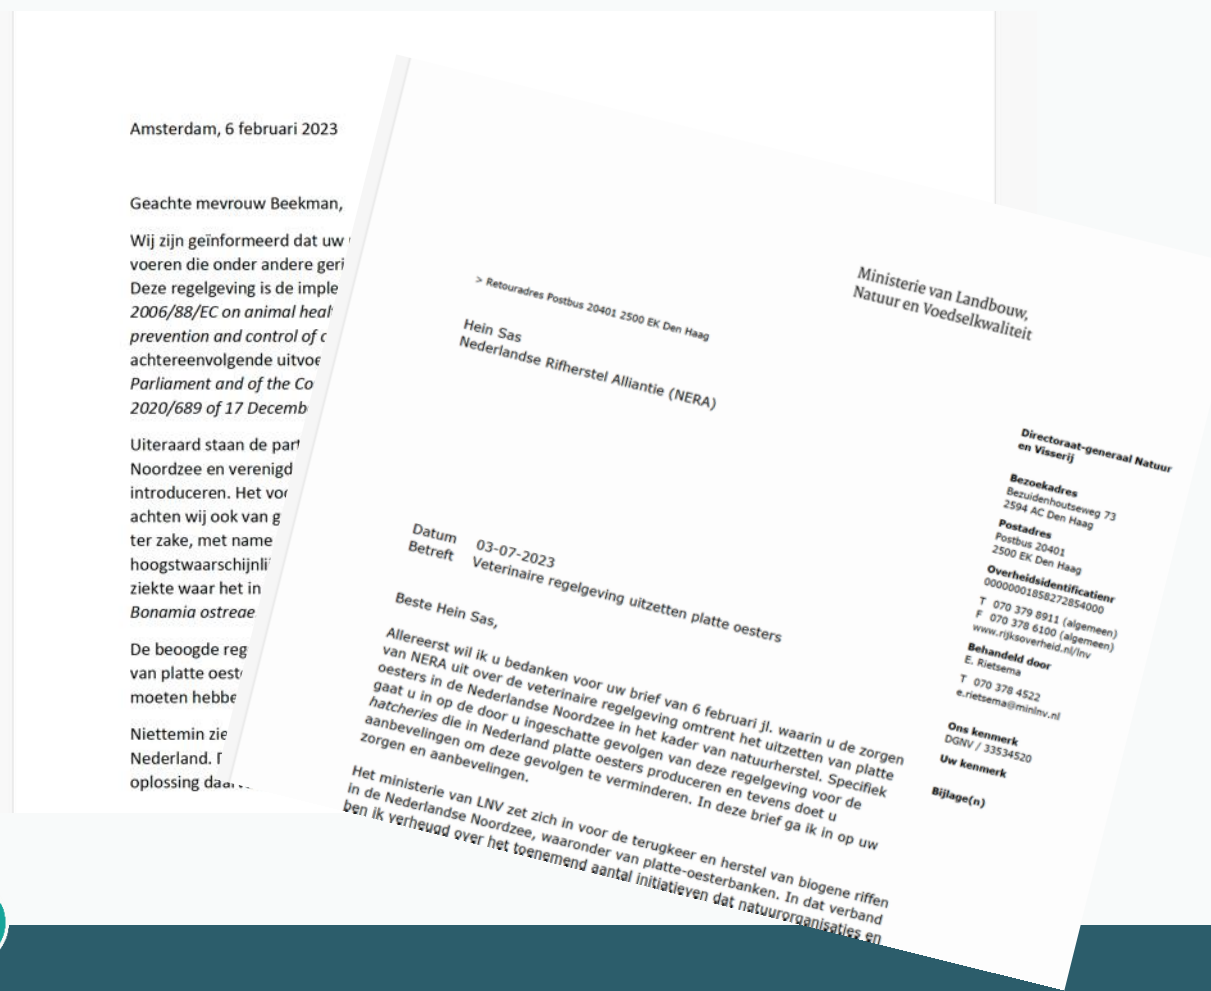 Amsterdam, 6 februari 2023
Geachte mevrouw Beekman,
Wij zijn geïnformeerd dat uw
voeren die onder andere geri
Deze regelgeving is de imple
2006/88/EC on animal heal
prevention and control of
achtereenvolgende uitvoe
Parliament and of the Co
2020/689 of 17 Decemb
Uiteraard staan de part
Noordzee en verenigd
introduceren. Het voo
achten wij ook van g
ter zake, met name
hoogstwaarschijnlij
ziekte waar het in
Bonamia ostreae
De beoogde reg
van platte oest
moeten hebbe
Niettemin zie
Nederland.
oplossing daar
> Retouradres Postbus 20401 2500 EK Den Haag
Hein Sas
Nederlandse Rifherstel Alliantie (NERA)
Ministerie van Landbouw,
Natuur en Voedselkwaliteit
Datum 03-07-2023
Betreft Veterinaire regelgeving uitzetten platte oesters
Beste Hein Sas,
Allereerst wil ik u bedanken voor uw brief van 6 februari jl. waarin u de zorgen
van NERA uit over de veterinaire regelgeving omtrent het uitzetten van platte
oesters in de Nederlandse Noordzee in het kader van natuurherstel. Specifiek
gaat u in op de door u ingeschatte gevolgen van deze regelgeving voor de
hatcheries die in Nederland platte oesters produceren en tevens doet u
aanbevelingen om deze gevolgen te verminderen. In deze brief ga ik in op uw
zorgen en aanbevelingen.
Het ministerie van LNV zet zich in voor de terugkeer en herstel van biogene riffen
in de Nederlandse Noordzee, waaronder van platte-oesterbanken. In dat verband
ben ik verheugd over het toenemend aantal initiatieven dat natuurorganisaties en
Directoraat-generaal Natuur
en Visserij
Bezoekadres
Bezuidenhoutseweg 73
2594 AC Den Haag
Postadres
Postbus 20401
2500 EK Den Haag
Overheidsidentificatienr
00000001858272854000
T 070 379 8911 (algemeen)
F 070 378 6100 (algemeen)
www.rijksoverheid.nl/lnv
Behandeld door
E. Rietsema
T 070 378 4522
e.rietsema@minlnv.nl
Ons kenmerk
DGNV / 33534520
Uw kenmerk
Bijlage(n)